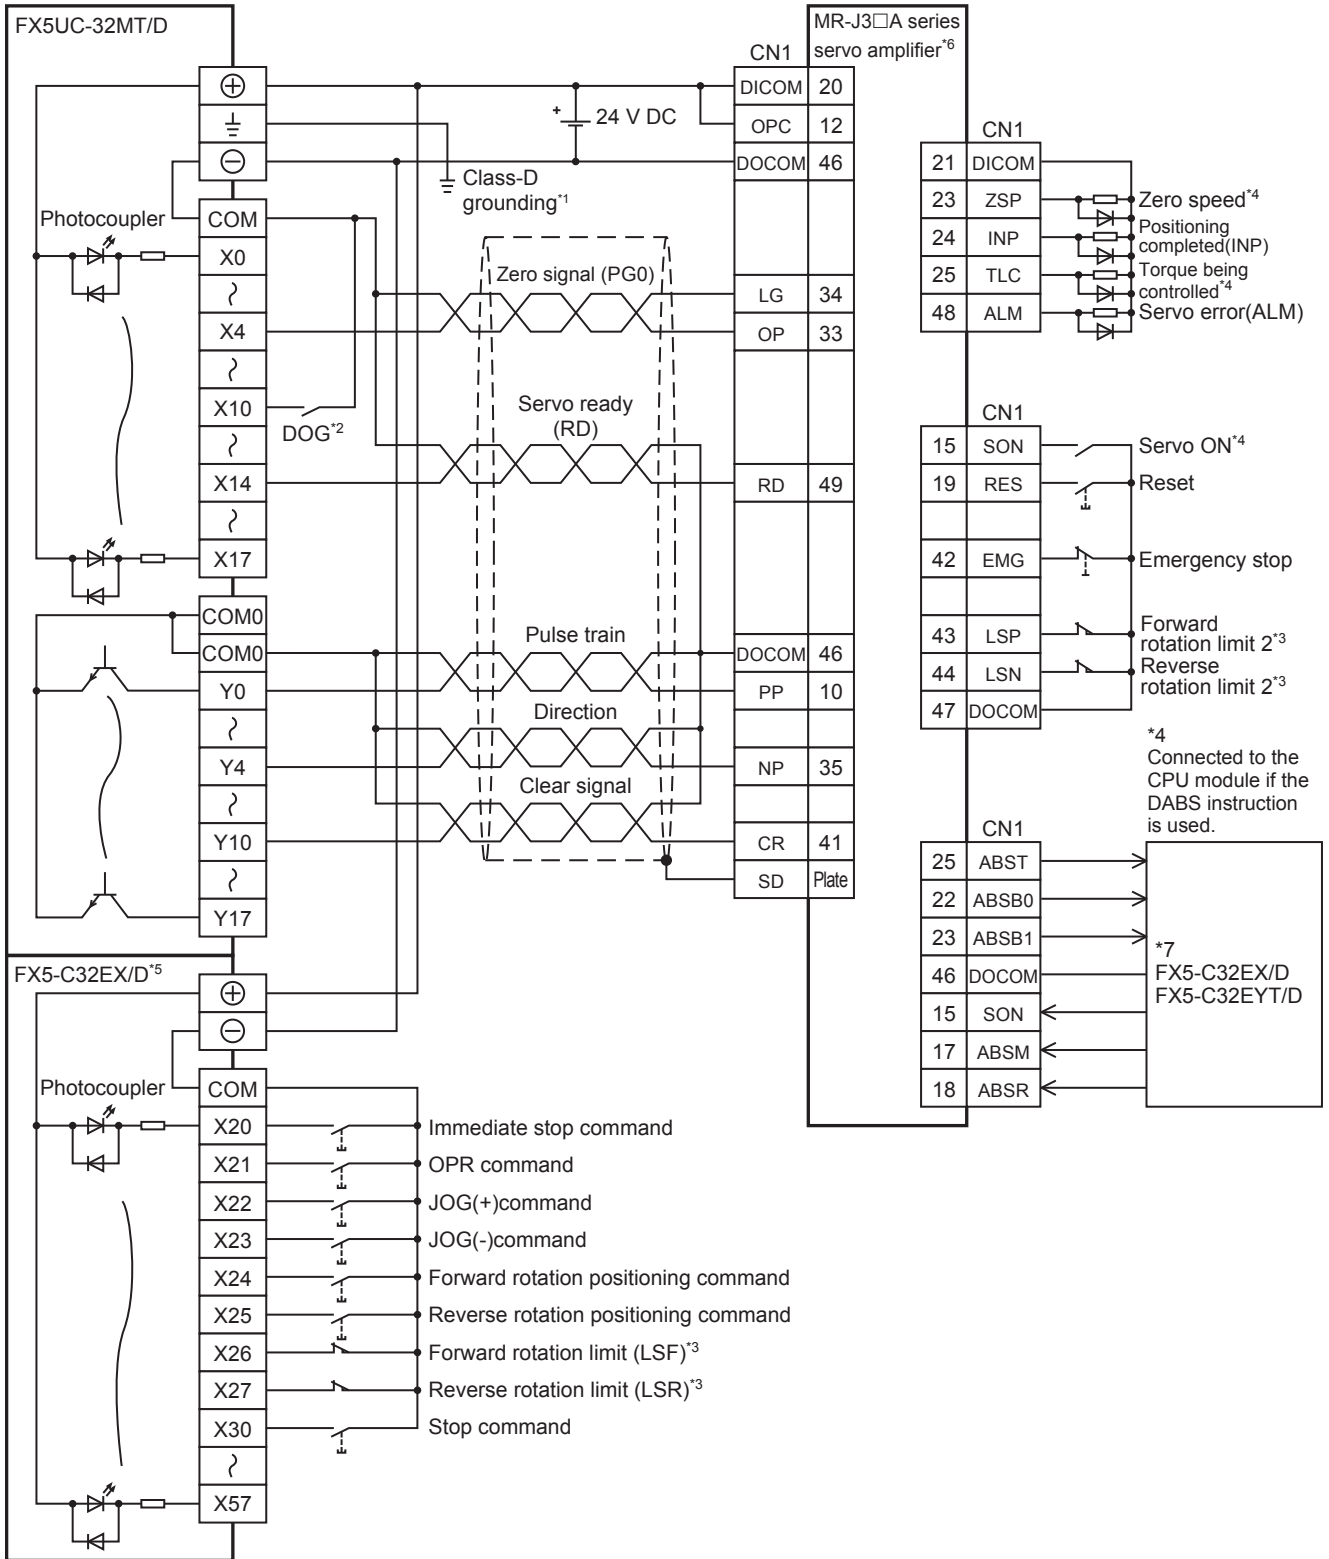 FX5UC-32MT/D
MR-J3□A series
servo amplifier*6
CN1
DICOM 20
+ 24 V DC
OPC 12
DOCOM 46
Class-D
grounding*1
CN1
21 DICOM
23 ZSP Zero speed*4
24 INP Positioning
completed(INP)
25 TLC Torque being
controlled*4
48 ALM Servo error(ALM)
Photocoupler
COM
X0
Zero signal (PG0)
LG 34
X4
OP 33
X10
DOG*2
Servo ready
(RD)
X14
RD 49
X17
CN1
15 SON Servo ON*4
19 RES Reset
42 EMG Emergency stop
43 LSP Forward
rotation limit 2*3
44 LSN Reverse
rotation limit 2*3
47 DOCOM
COM0
COM0
Pulse train
DOCOM 46
Y0
PP 10
Direction
Y4
NP 35
Clear signal
Y10
CR 41
SD Plate
Y17
*4
Connected to the
CPU module if the
DABS instruction
is used.
CN1
25 ABST
22 ABSB0
23 ABSB1
46 DOCOM
15 SON
17 ABSM
18 ABSR
*7
FX5-C32EX/D
FX5-C32EYT/D
FX5-C32EX/D*5
Photocoupler
COM
X20 Immediate stop command
X21 OPR command
X22 JOG(+)command
X23 JOG(-)command
X24 Forward rotation positioning command
X25 Reverse rotation positioning command
X26 Forward rotation limit (LSF)*3
X27 Reverse rotation limit (LSR)*3
X30 Stop command
X57